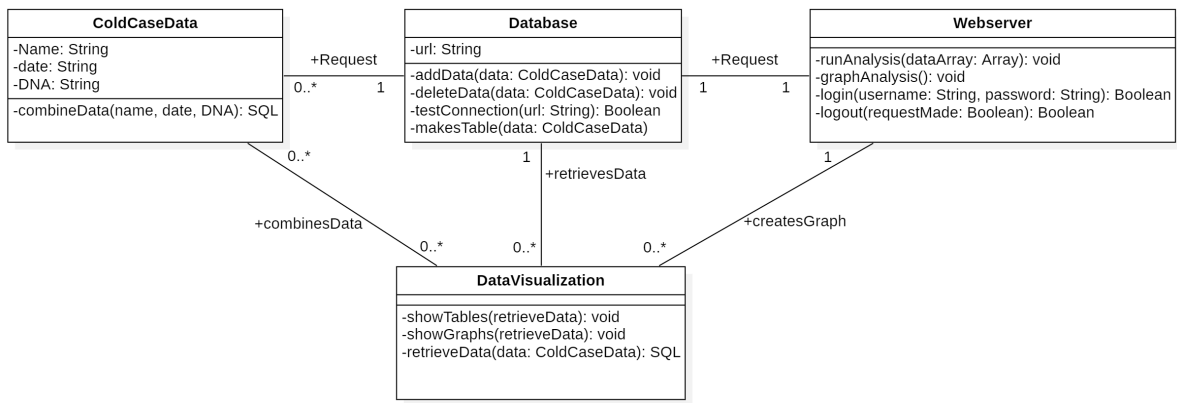 ColdCaseData
-Name: String
-date: String
-DNA: String
-combineData(name, date, DNA): SQL
+Request
0..*
1
Database
-url: String
-addData(data: ColdCaseData): void
-deleteData(data: ColdCaseData): void
-testConnection(url: String): Boolean
-makesTable(data: ColdCaseData)
+Request
1
1
Webserver
-runAnalysis(dataArray: Array): void
-graphAnalysis(): void
-login(username: String, password: String): Boolean
-logout(requestMade: Boolean): Boolean
0..*
+combinesData
0..*
1
+retrievesData
0..*
1
+createsGraph
0..*
DataVisualization
-showTables(retrieveData): void
-showGraphs(retrieveData): void
-retrieveData(data: ColdCaseData): SQL